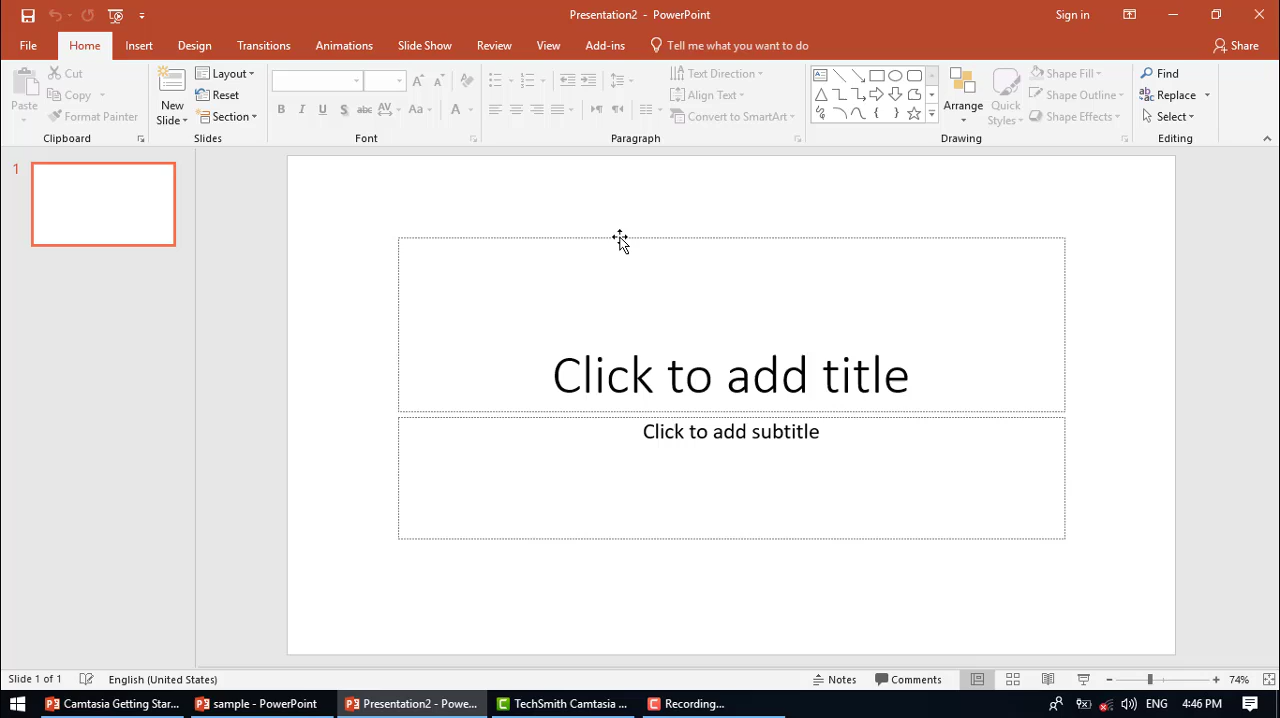 Presentation2 - PowerPoint
Sign in
File Home Insert Design Transitions Animations Slide Show Review View Add-ins Tell me what you want to do Share
Paste
Cut
Copy
Format Painter
Clipboard
New Slide
Layout
Reset
Section
Slides
B I U S abc AV Aa A
Font
Text Direction
Align Text
Convert to SmartArt
Paragraph
Arrange
Quick Styles
Shape Fill
Shape Outline
Shape Effects
Drawing
Find
Replace
Select
Editing
1
Click to add title
Click to add subtitle
Slide 1 of 1 English (United States) Notes Comments 74%
Camtasia Getting Star... sample - PowerPoint Presentation2 - Powe... TechSmith Camtasia ... Recording... ENG 4:46 PM